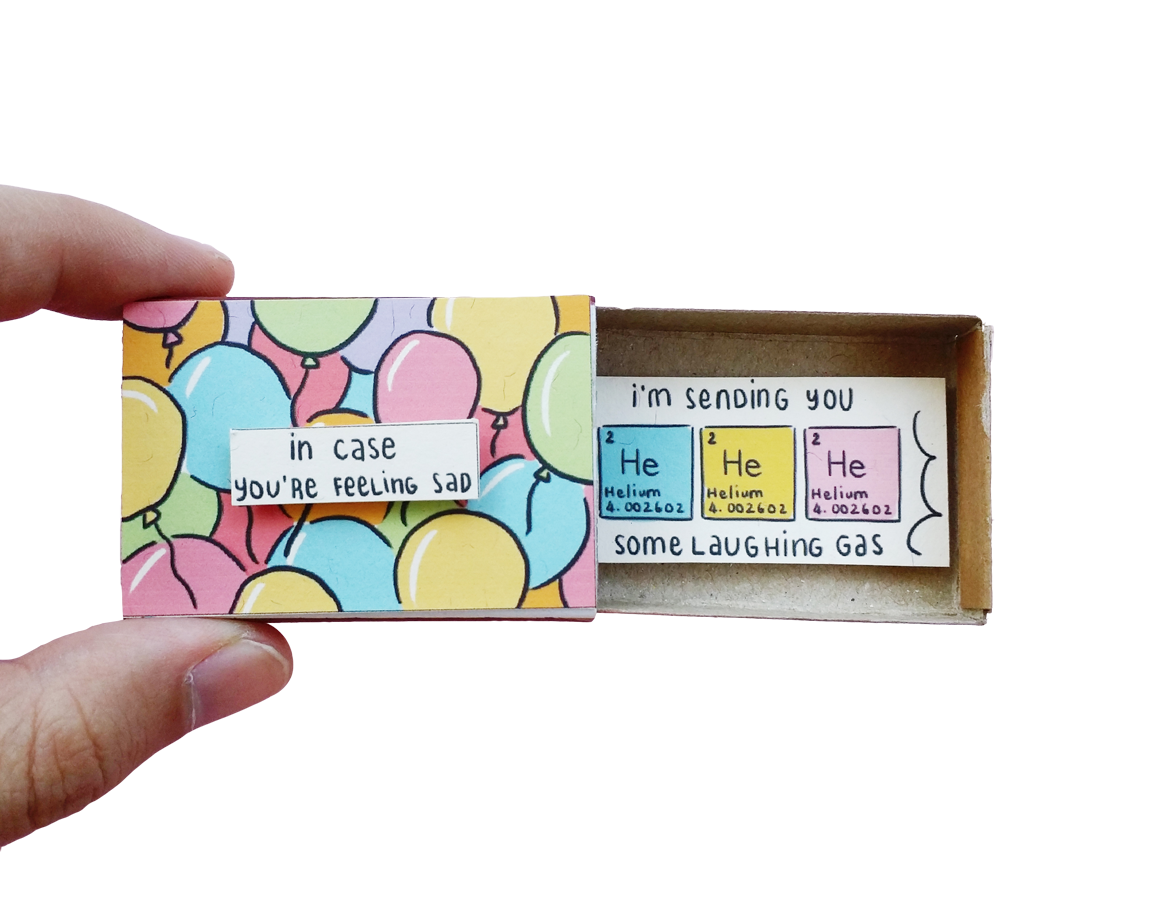 in case
you're feeling sad
i'm sending you
2 2 2
He He He
Helium Helium Helium
4.002602 4.002602 4.002602
some laughing gas